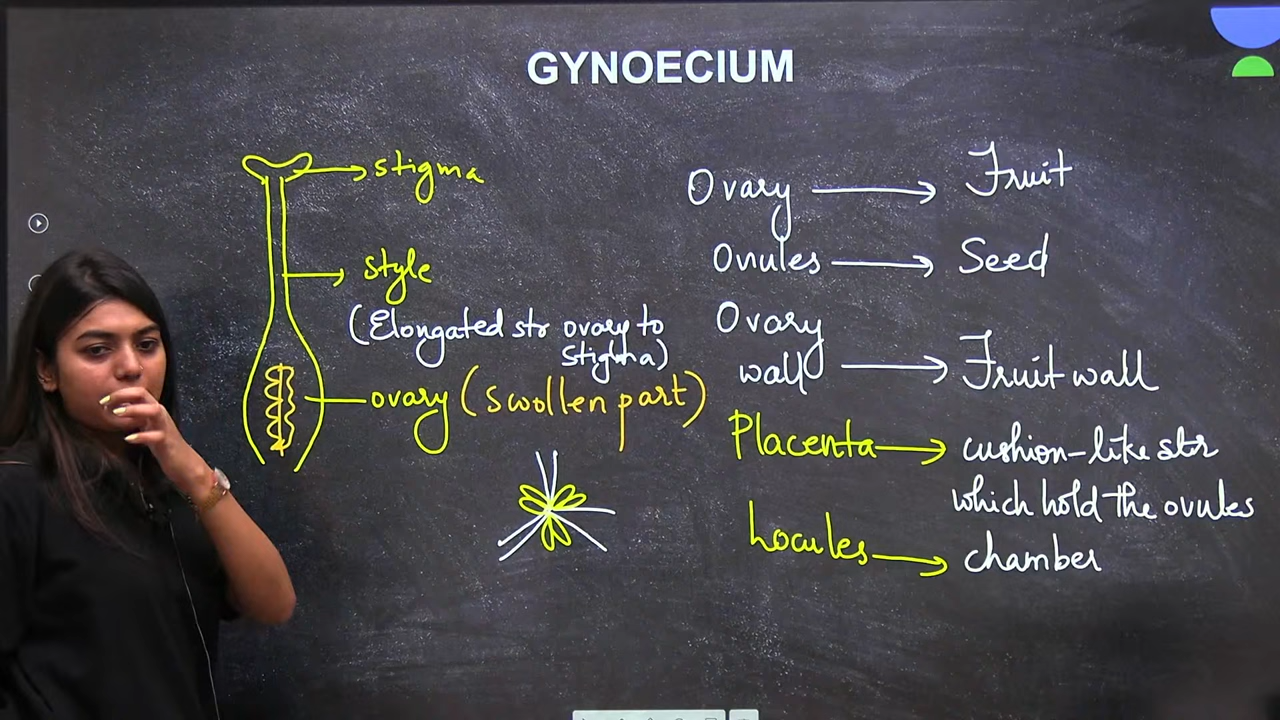 GYNOECIUM
stigma
style
(Elongated str ovary to
stigma)
ovary (swollen part)
Ovary → Fruit
Ovules → Seed
Ovary
wall → Fruit wall
Placenta → cushion-like str
which hold the ovules
Locules → chamber